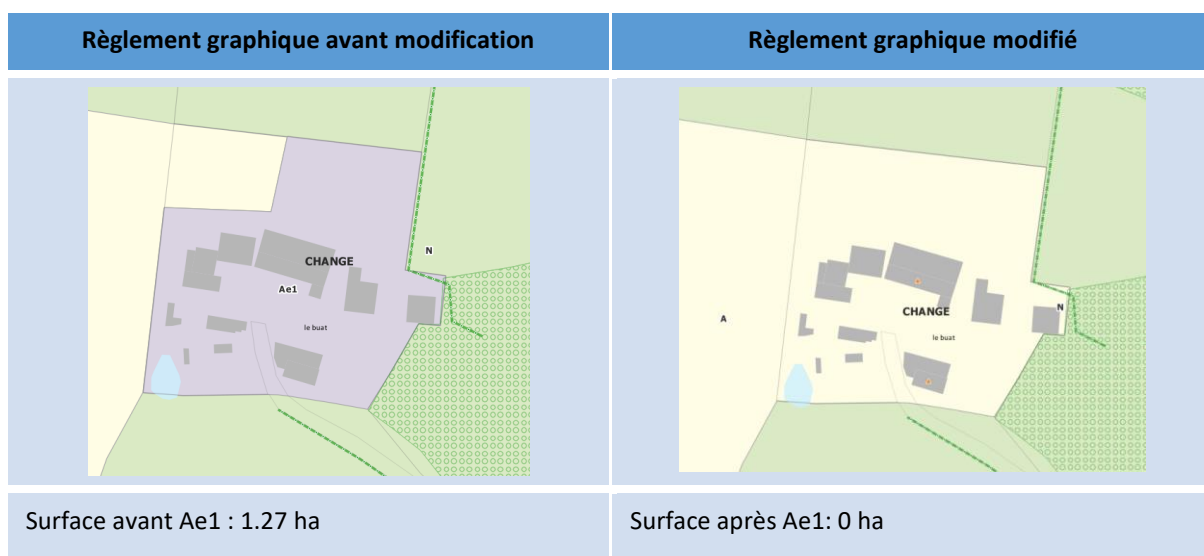 Règlement graphique avant modification
Règlement graphique modifié
N
CHANGE
Ae1
le buat
N
CHANGE
A
le buat
Surface avant Ae1 : 1.27 ha
Surface après Ae1: 0 ha